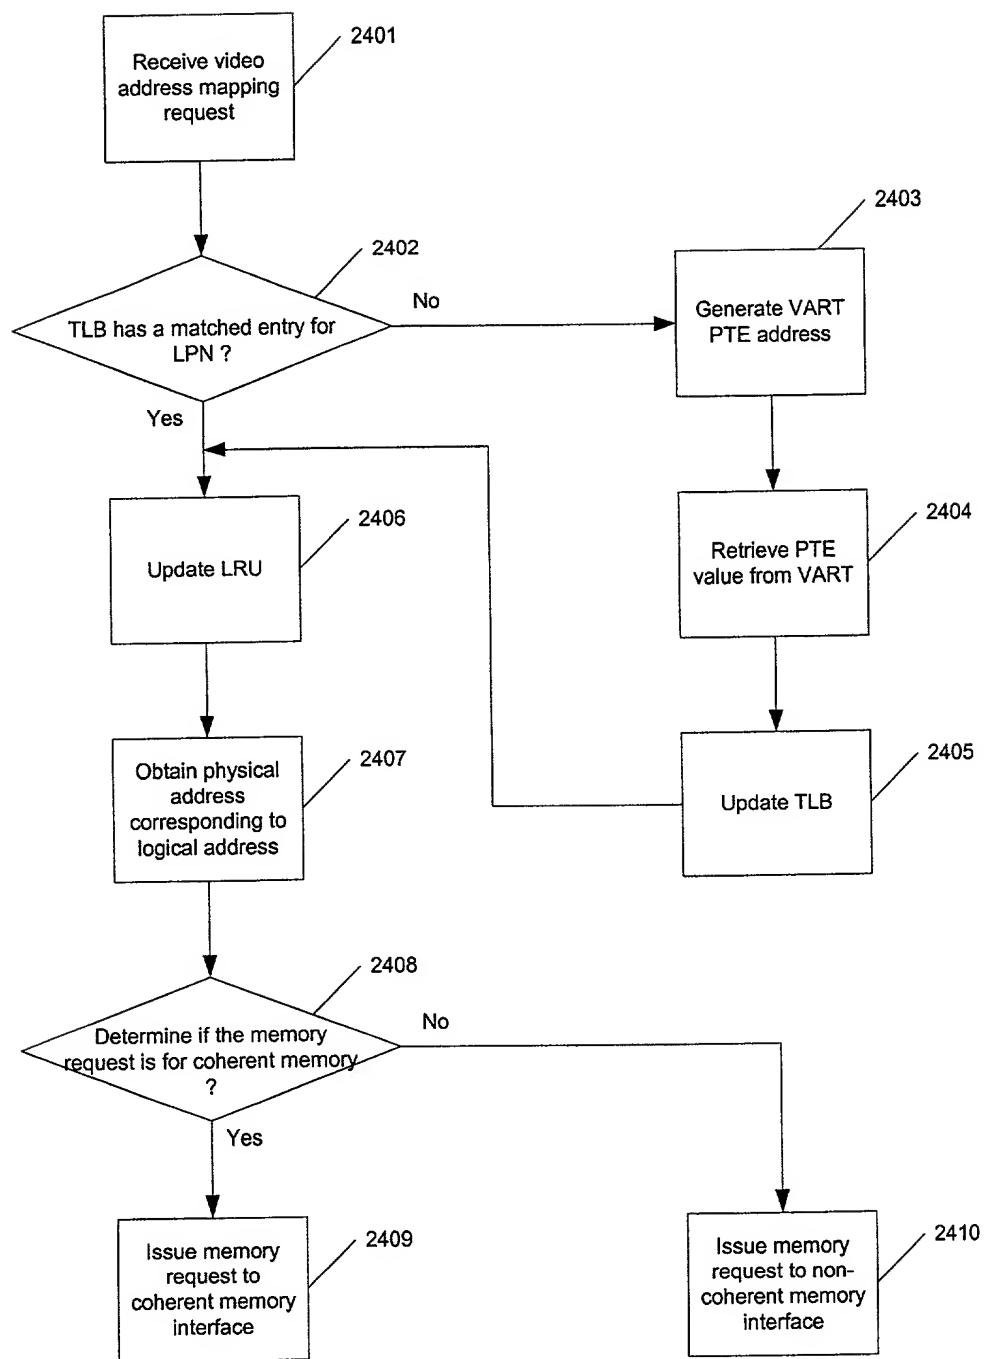 2401
Receive video
address mapping
request
2403
2402
No
Generate VART
PTE address
TLB has a matched entry for
LPN ?
Yes
2406
2404
Update LRU
Retrieve PTE
value from VART
2407
2405
Obtain physical
address
corresponding to
logical address
Update TLB
2408
No
Determine if the memory
request is for coherent memory
?
Yes
2409
2410
Issue memory
request to
coherent memory
interface
Issue memory
request to non-
coherent memory
interface